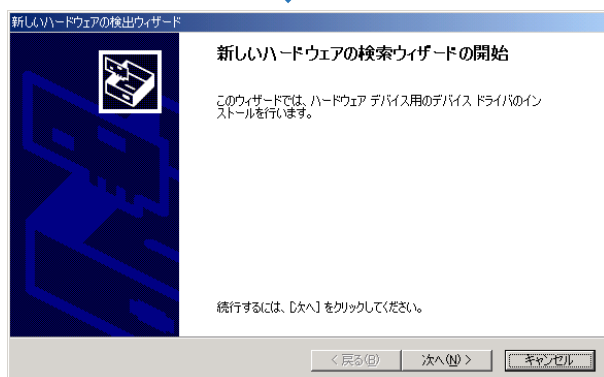 新しいハードウェアの検出ウィザード
新しいハードウェアの検索ウィザードの開始
このウィザードでは、ハードウェア デバイス用のデバイス ドライバのイン
ストールを行います。
続行するには、[次へ] をクリックしてください。
< 戻る(B)
次へ(N) >
キャンセル